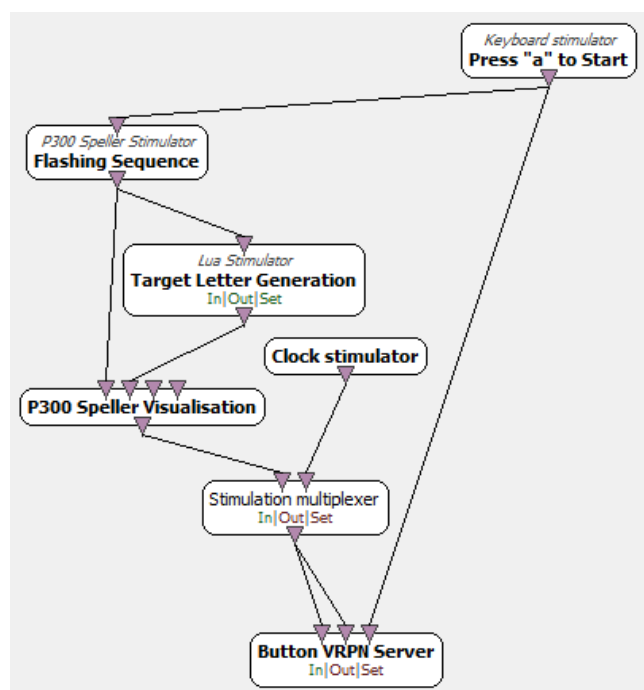 Keyboard stimulator
Press "a" to Start
P300 Speller Stimulator
Flashing Sequence
Lua Stimulator
Target Letter Generation
In|Out|Set
Clock stimulator
P300 Speller Visualisation
Stimulation multiplexer
In|Out|Set
Button VRPN Server
In|Out|Set